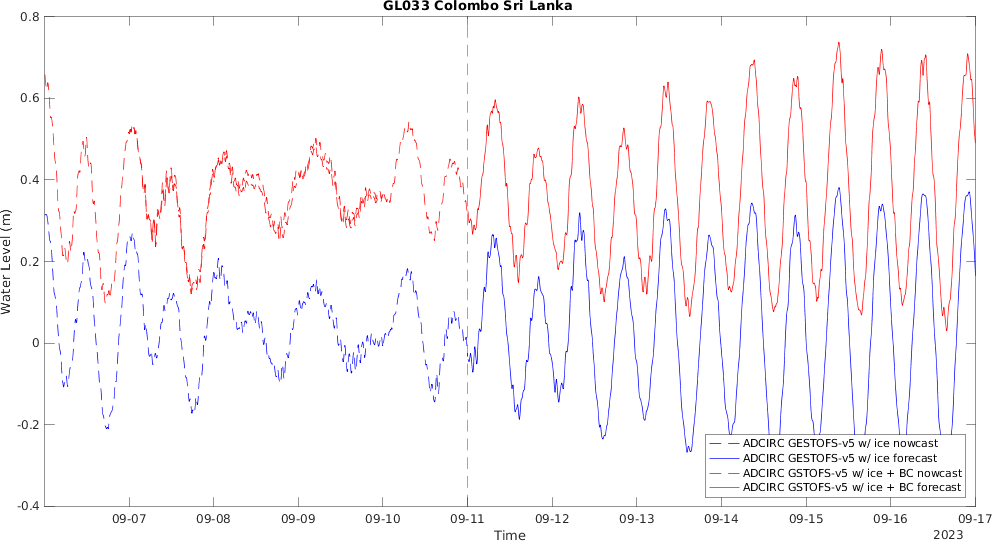 GL033 Colombo Sri Lanka
0.8
0.6
0.4
0.2
0
-0.2
-0.4
Water Level (m)
ADCIRC GESTOFS-v5 w/ ice nowcast
ADCIRC GESTOFS-v5 w/ ice forecast
ADCIRC GSTOFS-v5 w/ ice + BC nowcast
ADCIRC GSTOFS-v5 w/ ice + BC forecast
09-07 09-08 09-09 09-10 09-11 09-12 09-13 09-14 09-15 09-16 09-17
Time
2023